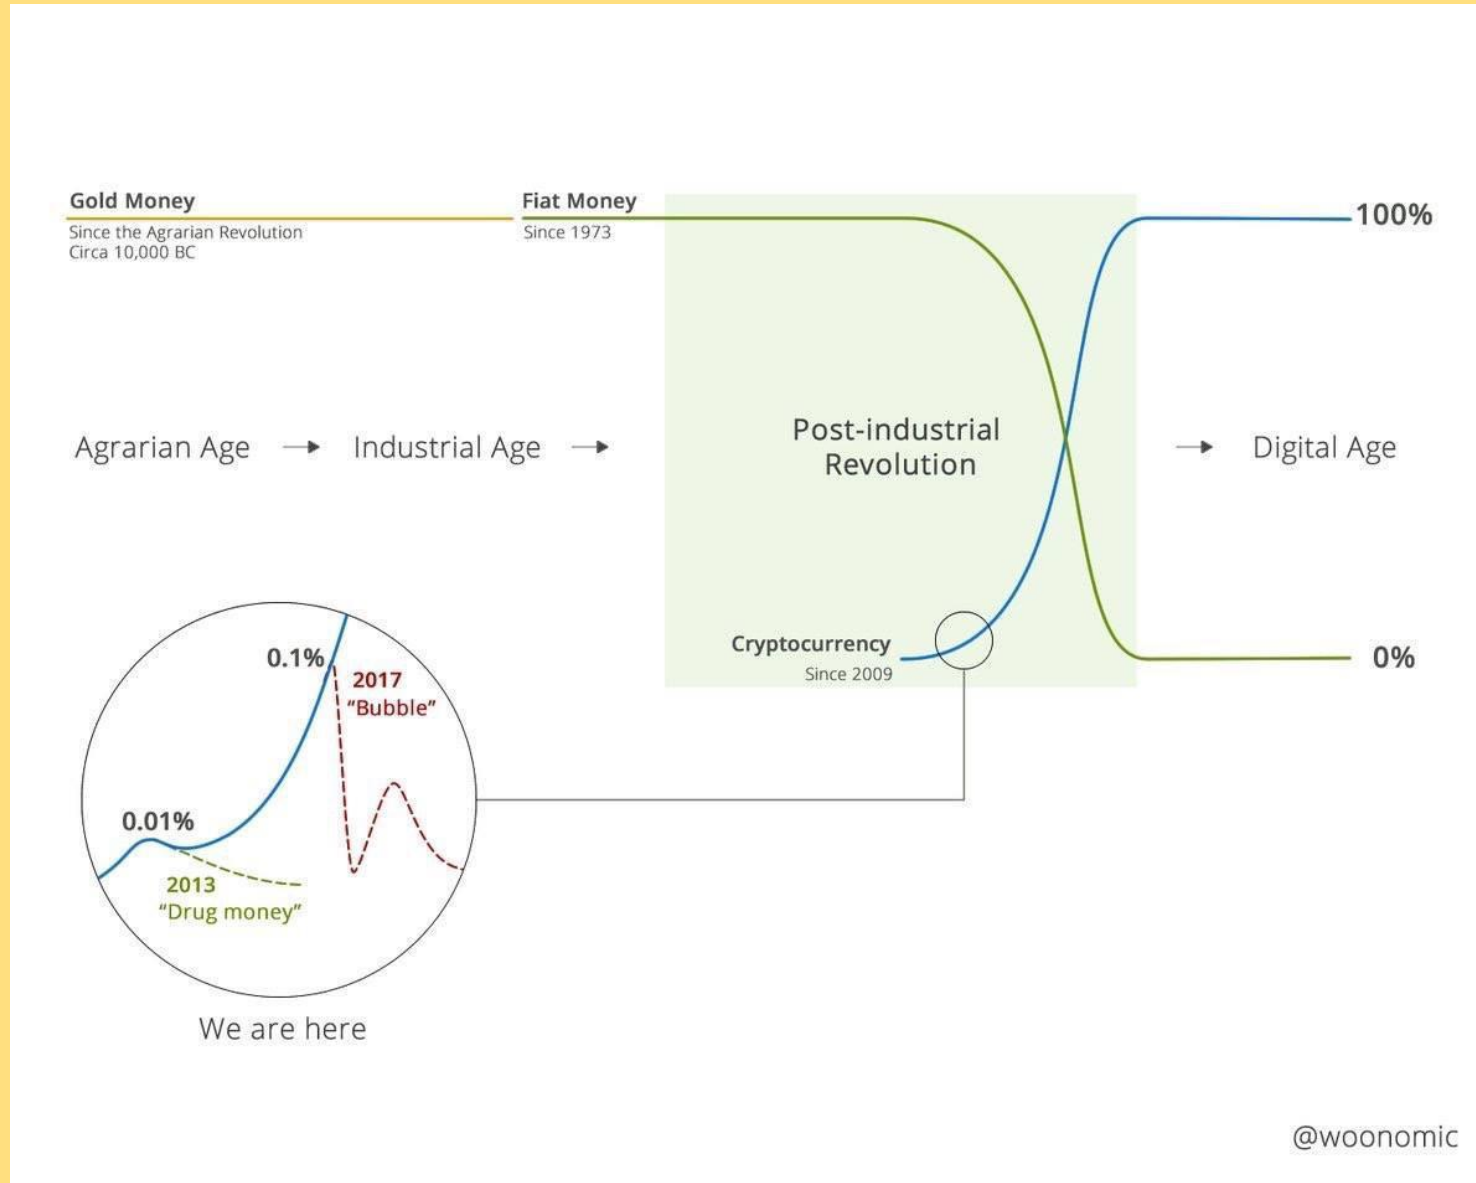 Gold Money
Since the Agrarian Revolution
Circa 10,000 BC
Fiat Money
Since 1973
100%
Agrarian Age
Industrial Age
Post-industrial
Revolution
Digital Age
Cryptocurrency
Since 2009
0%
0.1%
2017
“Bubble”
0.01%
2013
“Drug money”
We are here
@woonomic